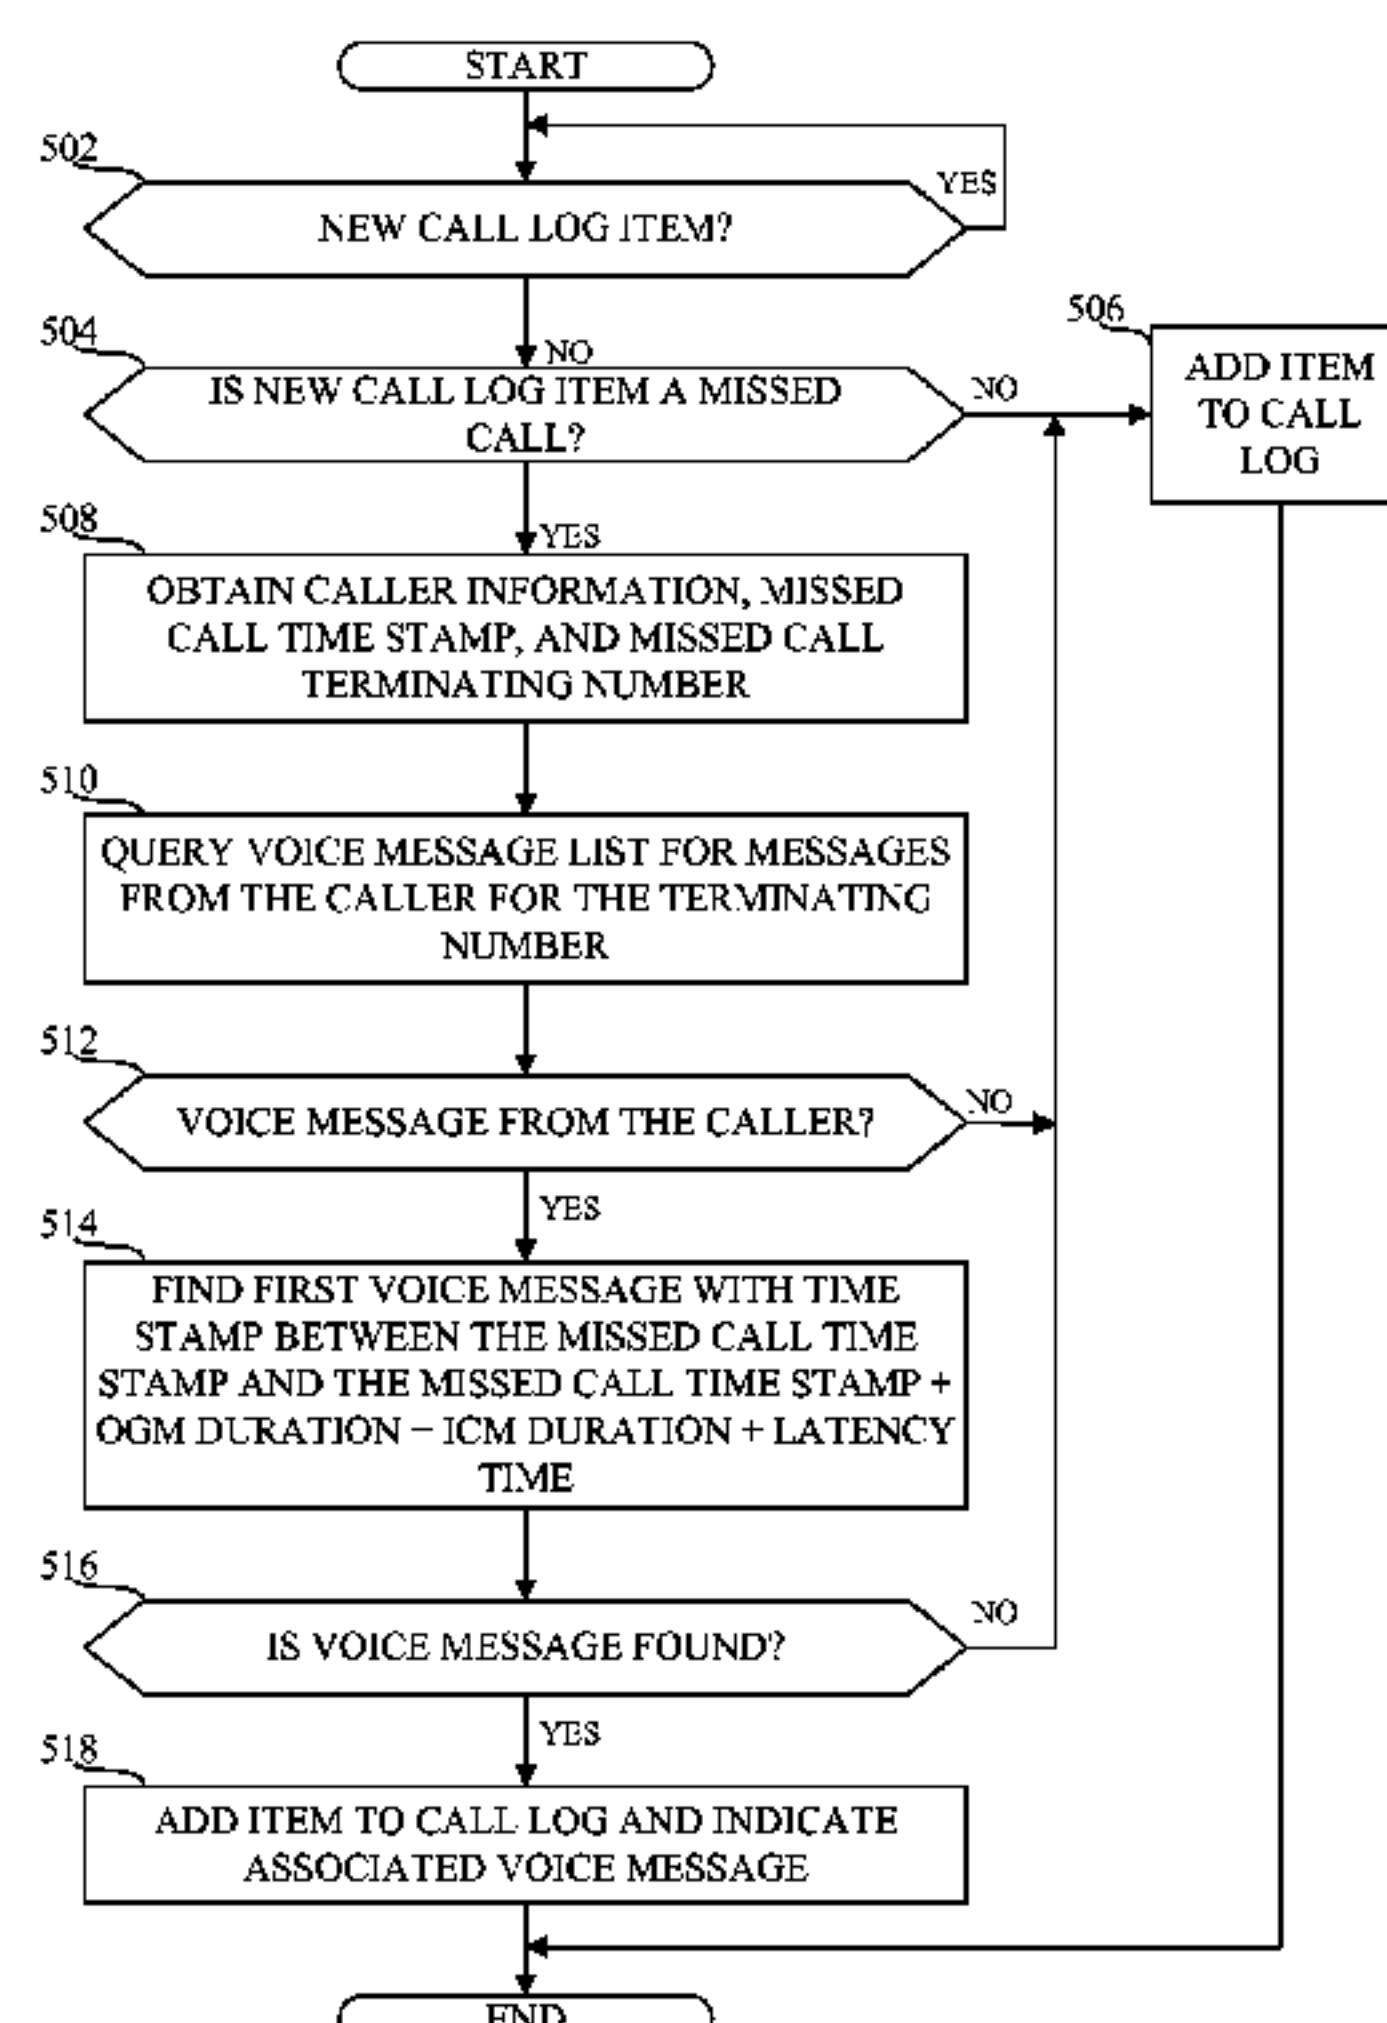 START
502
YES
NEW CALL LOG ITEM?
504
NO
506
IS NEW CALL LOG ITEM A MISSED
CALL?
NO
ADD ITEM
TO CALL
LOG
508
YES
OBTAIN CALLER INFORMATION, MISSED
CALL TIME STAMP, AND MISSED CALL
TERMINATING NUMBER
510
QUERY VOICE MESSAGE LIST FOR MESSAGES
FROM THE CALLER FOR THE TERMINATING
NUMBER
512
VOICE MESSAGE FROM THE CALLER?
NO
YES
514
FIND FIRST VOICE MESSAGE WITH TIME
STAMP BETWEEN THE MISSED CALL TIME
STAMP AND THE MISSED CALL TIME STAMP +
OGM DURATION − ICM DURATION + LATENCY
TIME
516
IS VOICE MESSAGE FOUND?
NO
YES
518
ADD ITEM TO CALL LOG AND INDICATE
ASSOCIATED VOICE MESSAGE
END